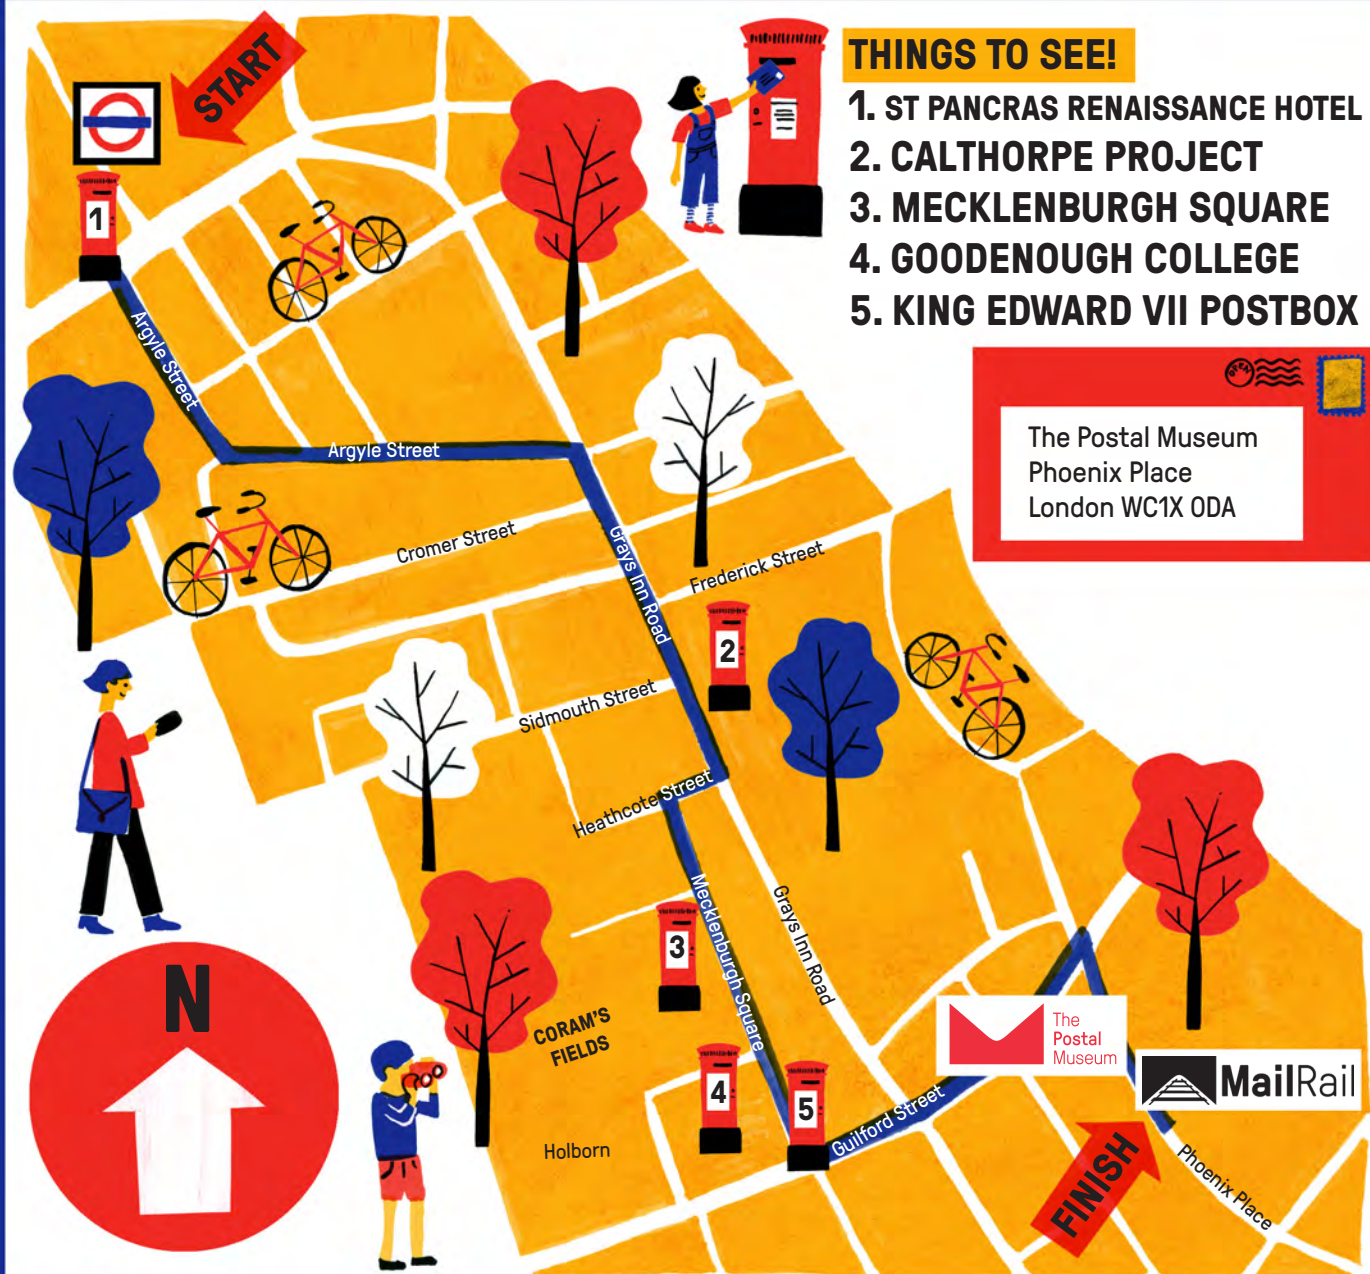 START
THINGS TO SEE!
1. ST PANCRAS RENAISSANCE HOTEL
2. CALTHORPE PROJECT
3. MECKLENBURGH SQUARE
4. GOODENOUGH COLLEGE
5. KING EDWARD VII POSTBOX
OPEN
The Postal Museum
Phoenix Place
London WC1X 0DA
1
Argyle Street
Argyle Street
Cromer Street
Grays Inn Road
Frederick Street
2
Sidmouth Street
Heathcote Street
Mecklenburgh Square
Grays Inn Road
3
CORAM'S
FIELDS
4
5
Holborn
Guilford Street
The
Postal
Museum
MailRail
FINISH
Phoenix Place
N